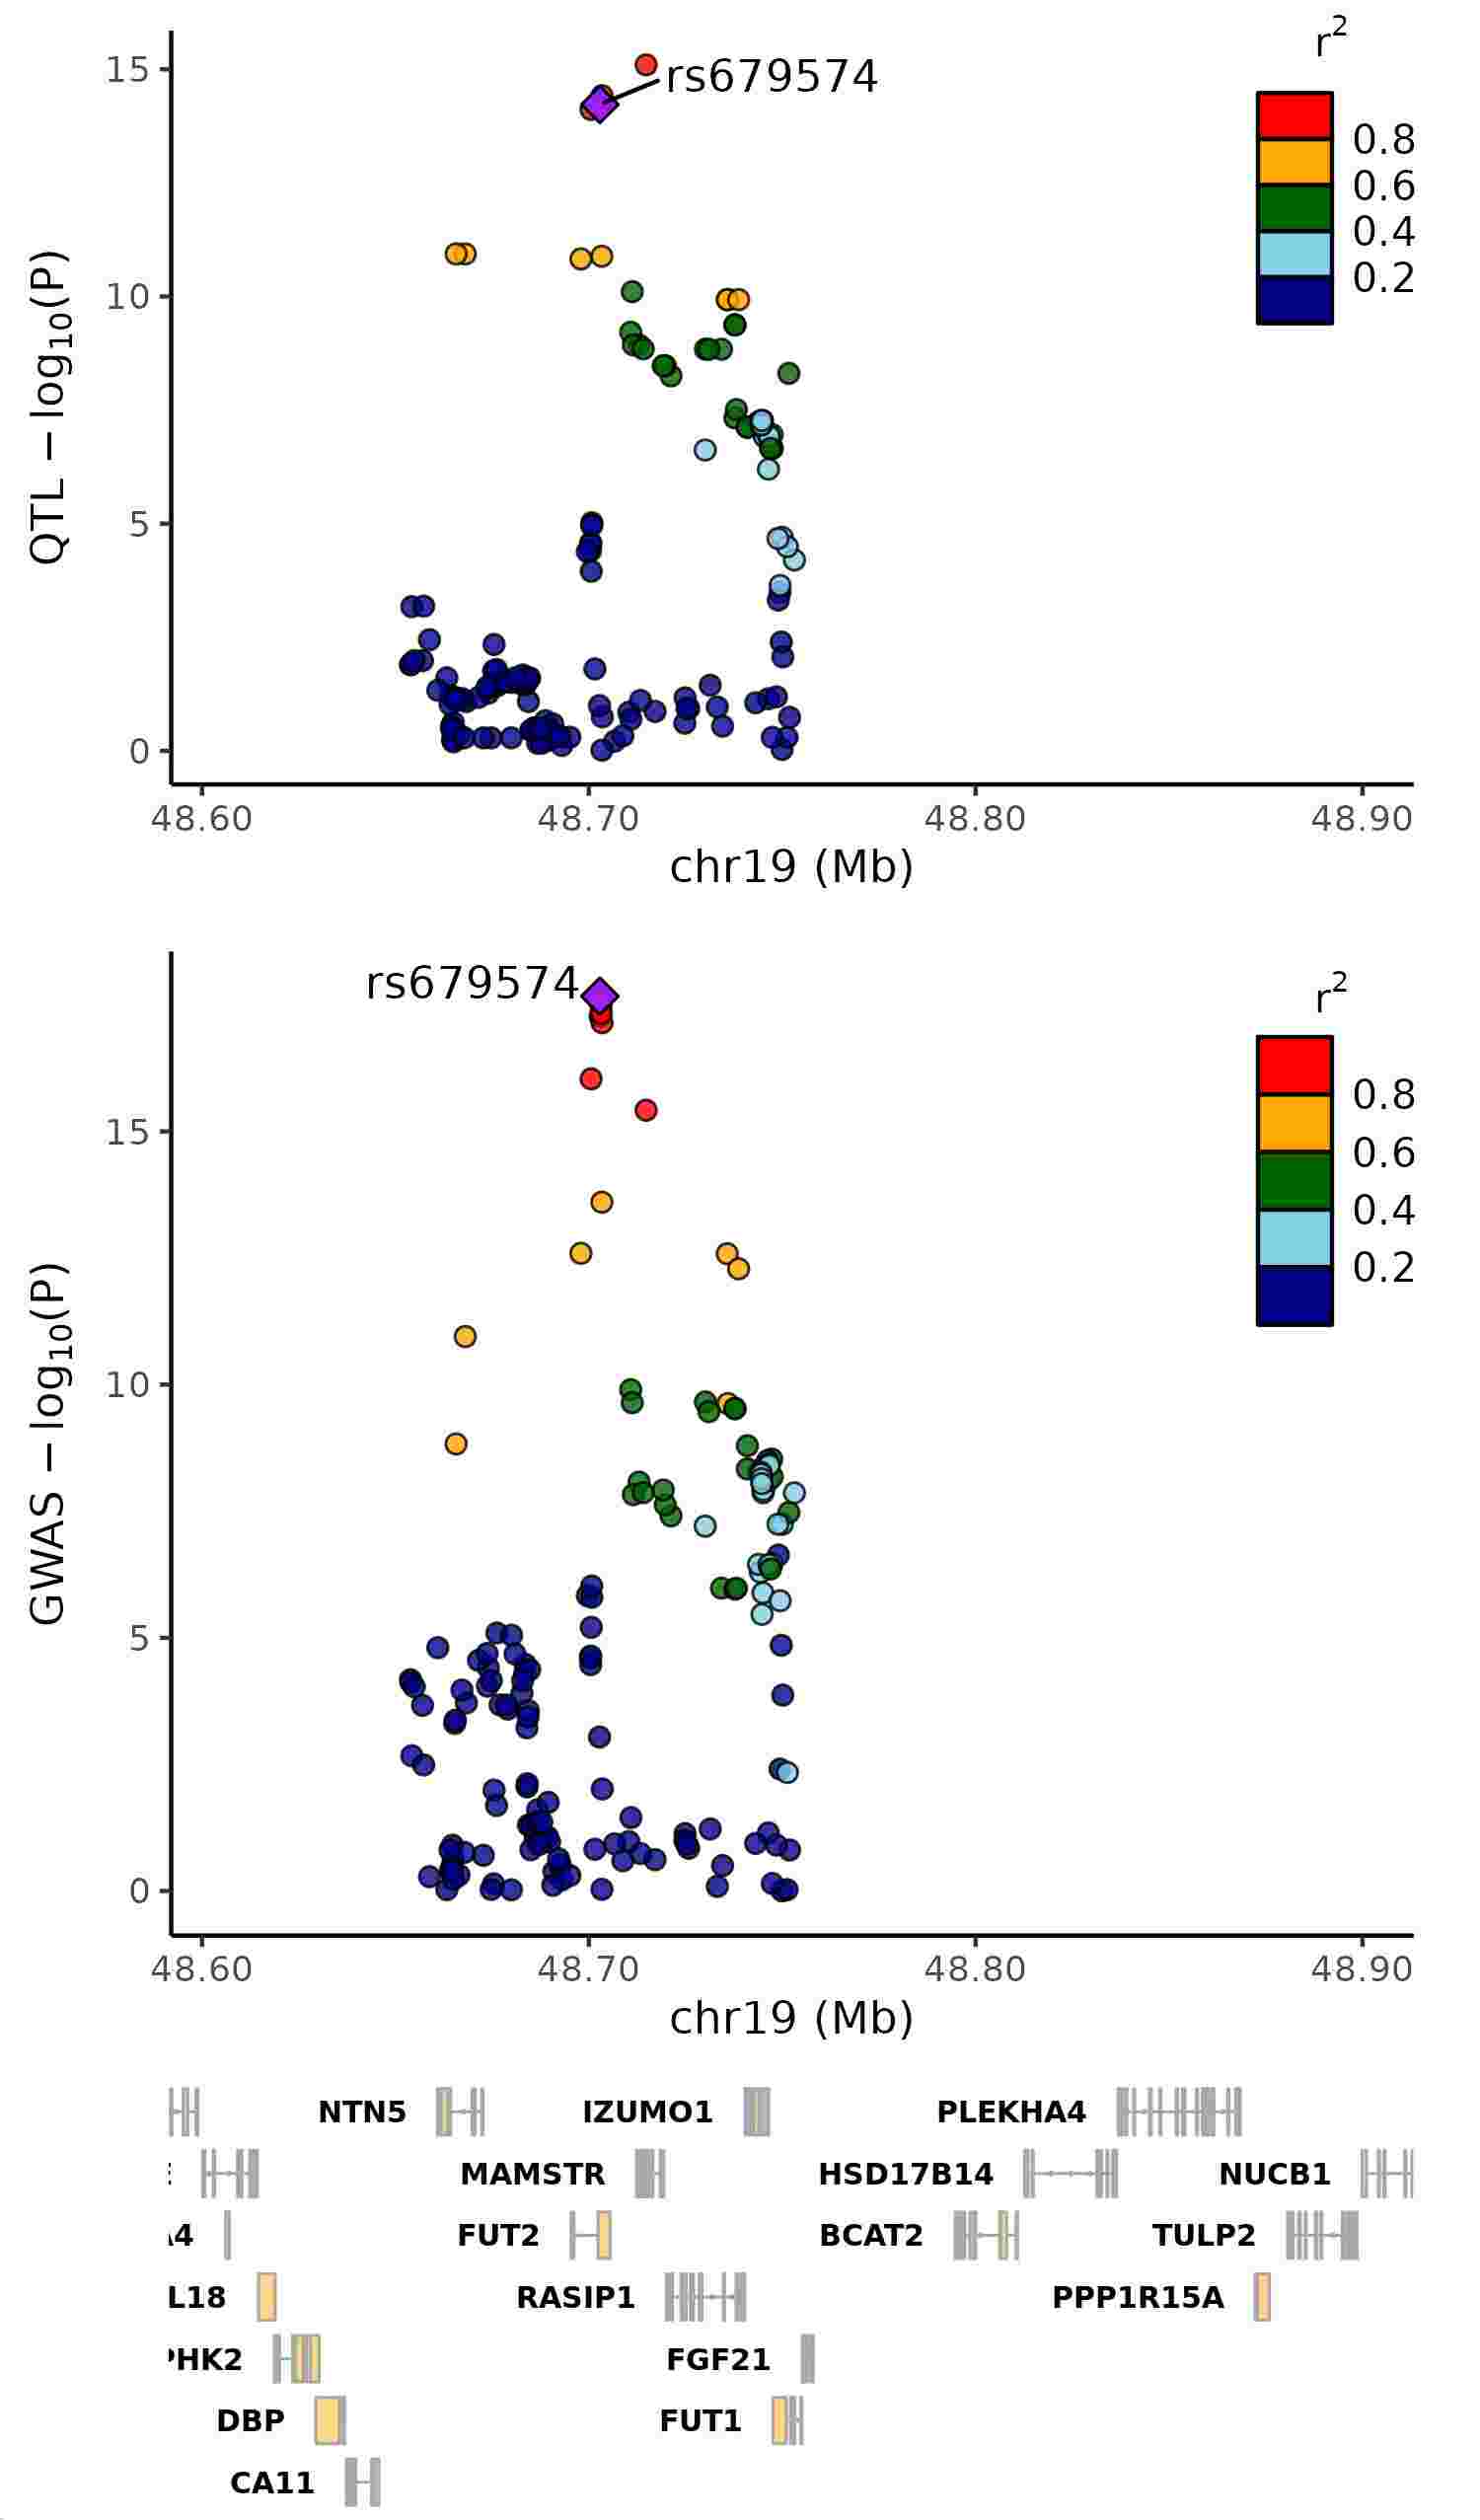 r2
15
rs679574
0.8
0.6
0.4
0.2
10
5
0
QTL −log10(P)
48.60 48.70 48.80 48.90
chr19 (Mb)
rs679574
r2
0.8
0.6
0.4
0.2
15
10
5
0
GWAS −log10(P)
48.60 48.70 48.80 48.90
chr19 (Mb)
NTN5 IZUMO1 PLEKHA4
MAMSTR HSD17B14 NUCB1
4 FUT2 BCAT2 TULP2
L18 RASIP1 PPP1R15A
PHK2 FGF21
DBP FUT1
CA11